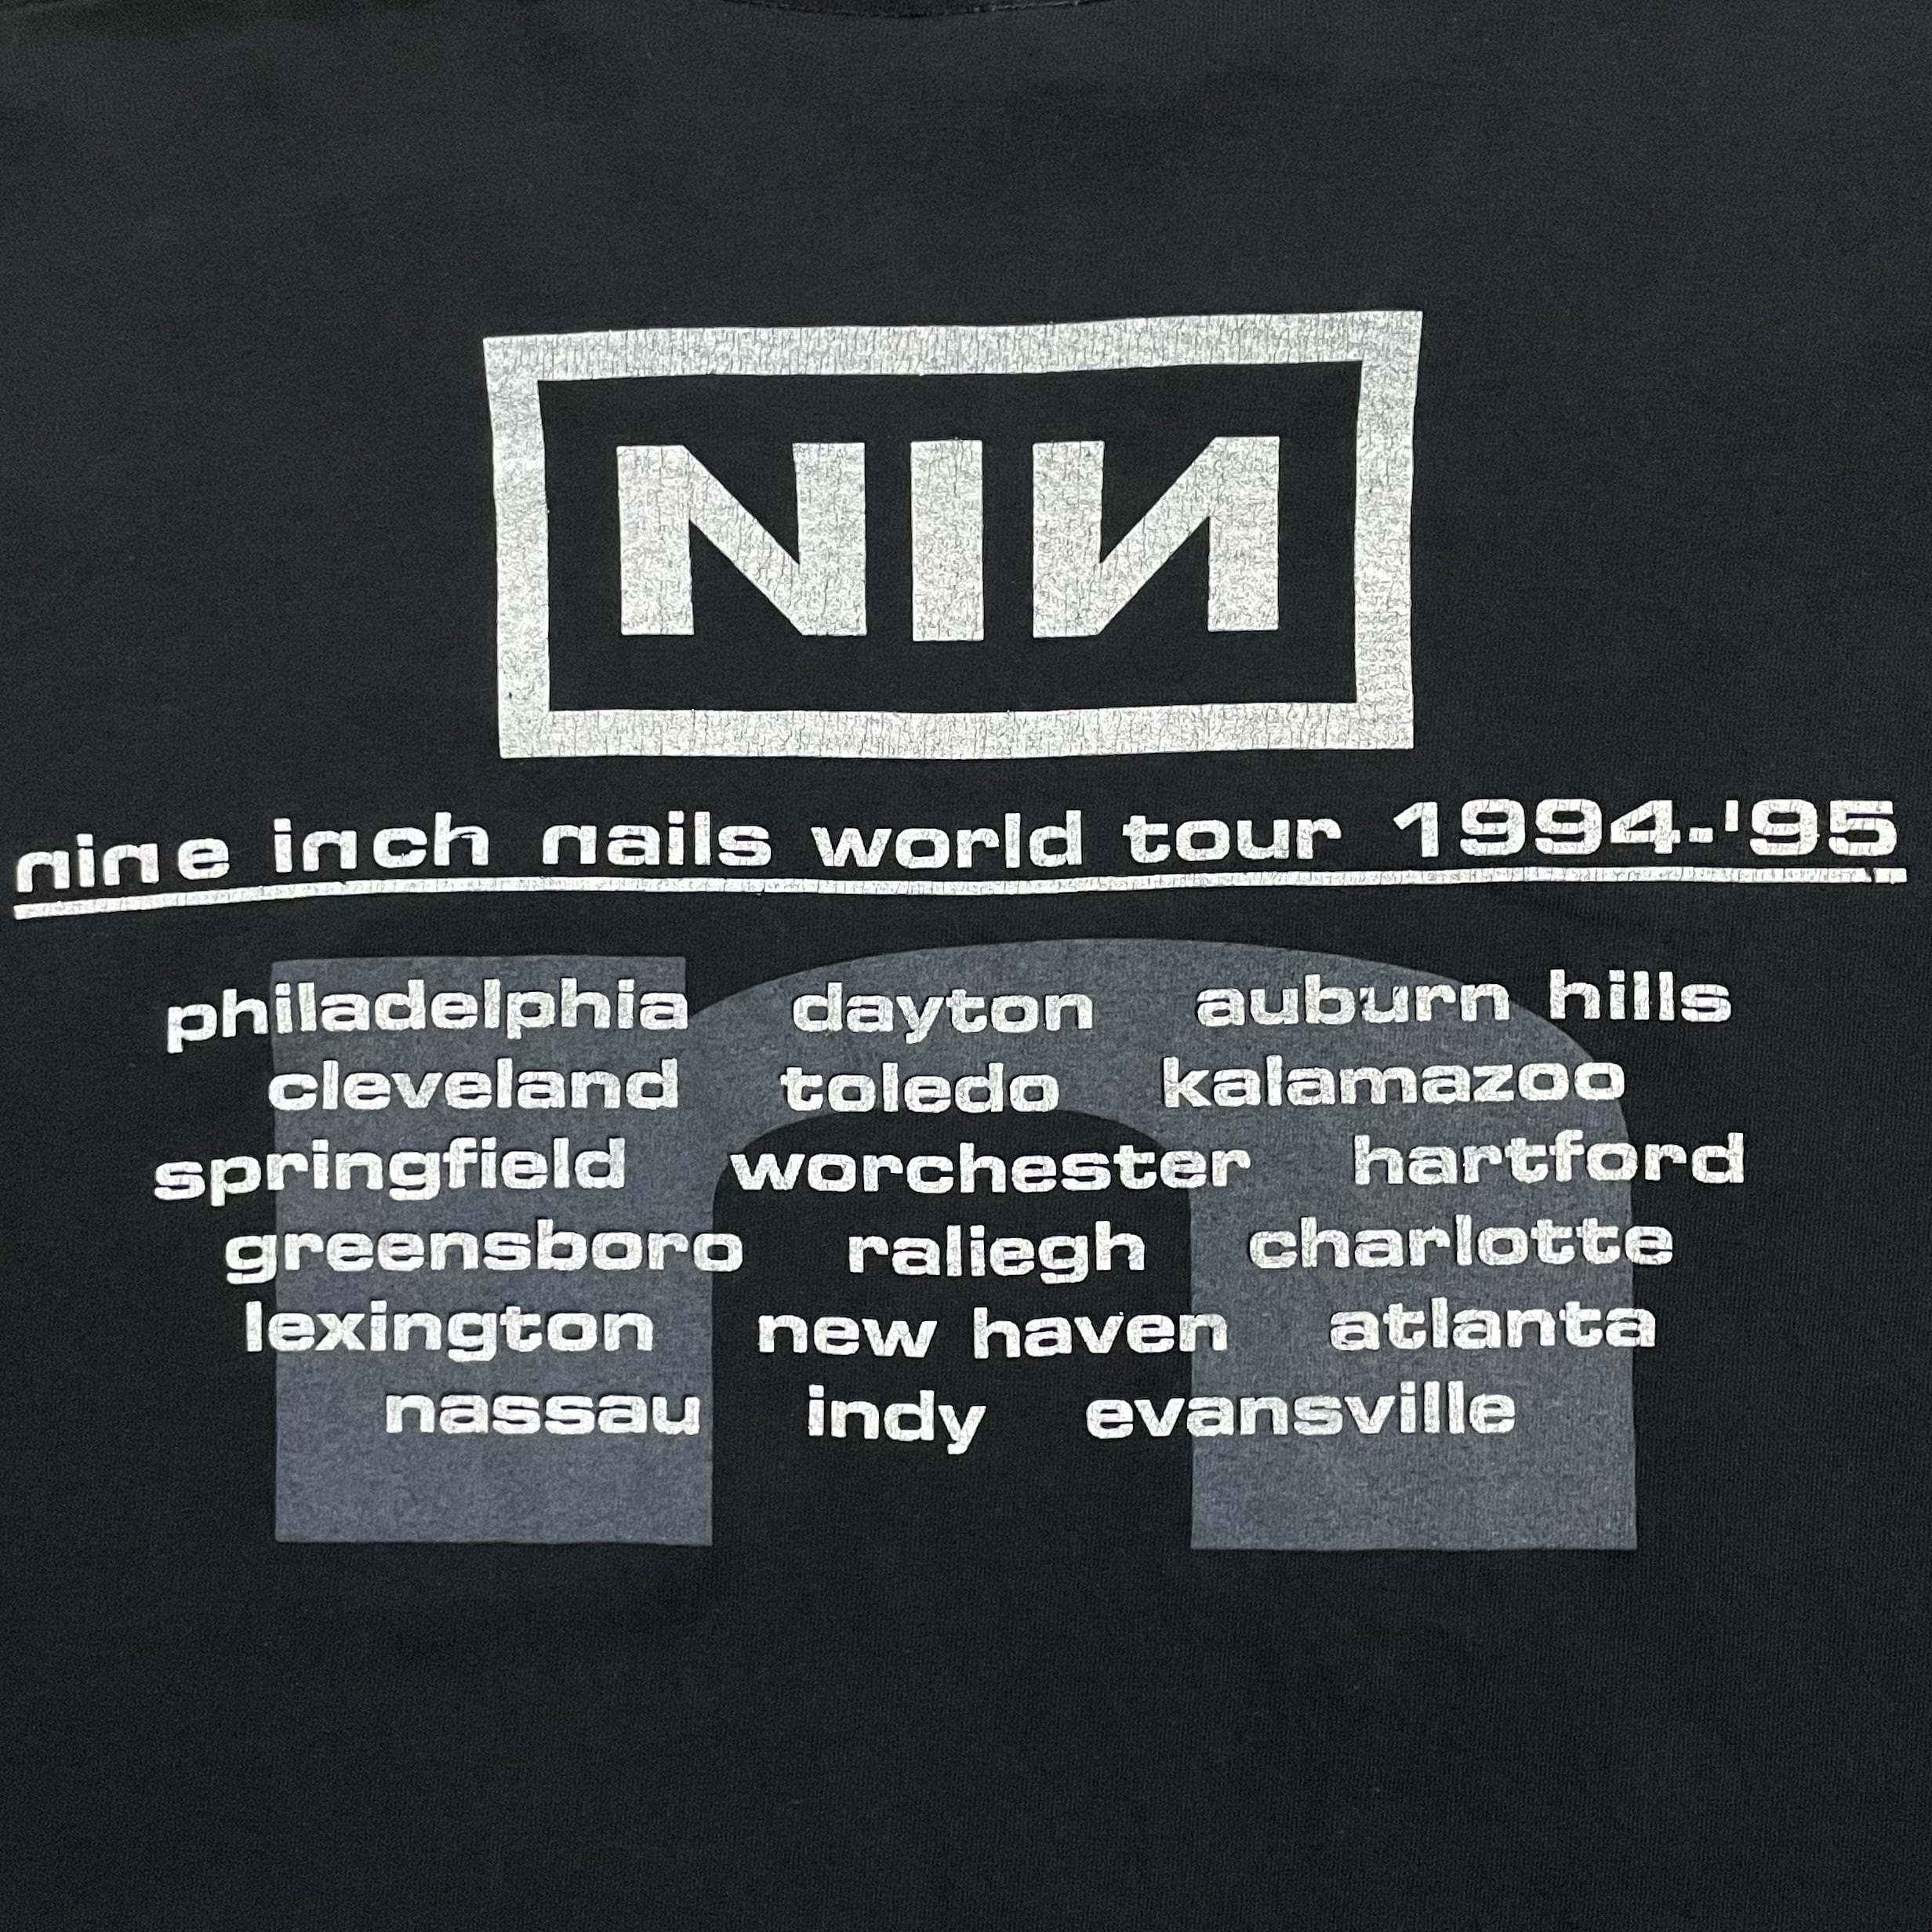 NIN
nine inch nails world tour 1994-'95
philadelphia dayton auburn hills
cleveland toledo kalamazoo
springfield worchester hartford
greensboro raliegh charlotte
lexington new haven atlanta
nassau indy evansville